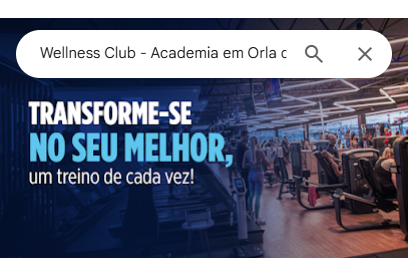 Wellness Club - Academia em Orla
TRANSFORME-SE
NO SEU MELHOR,
um treino de cada vez!